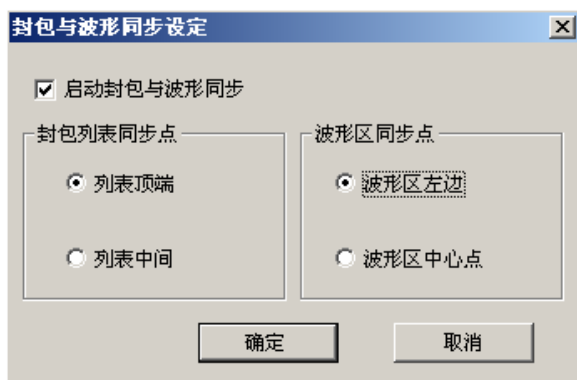 封包与波形同步设定
启动封包与波形同步
封包列表同步点
波形区同步点
列表顶端
波形区左边
列表中间
波形区中心点
确定
取消